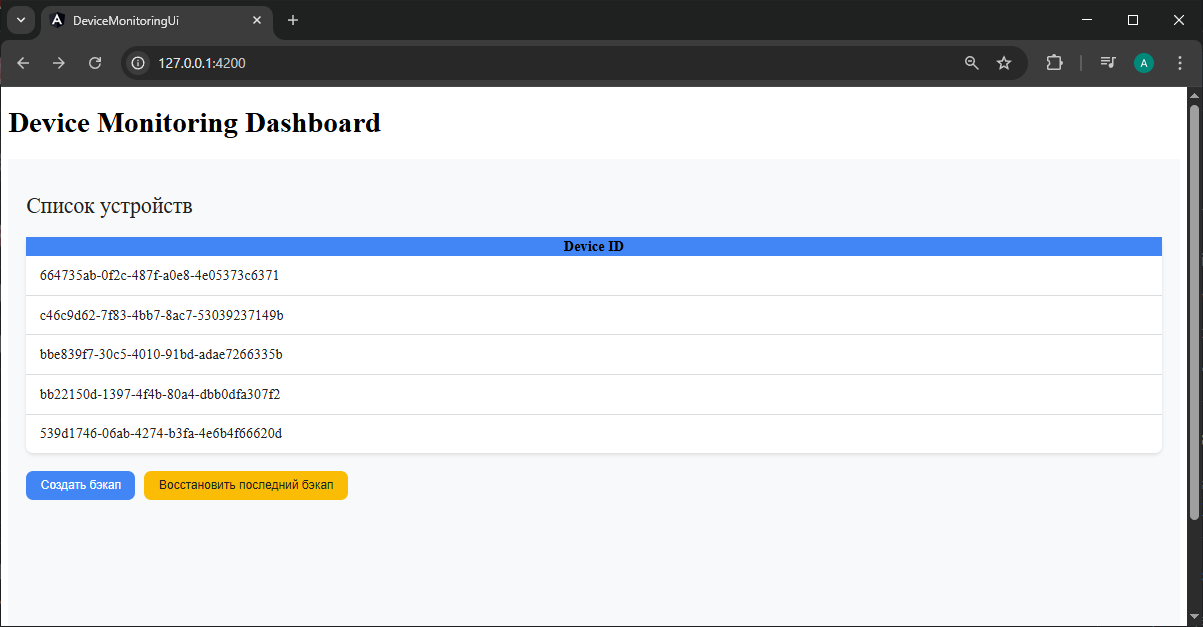 DeviceMonitoringUi
127.0.0.1:4200
A
Device Monitoring Dashboard
Список устройств
Device ID
664735ab-0f2c-487f-a0e8-4e05373c6371
c46c9d62-7f83-4bb7-8ac7-53039237149b
bbe839f7-30c5-4010-91bd-adae7266335b
bb22150d-1397-4f4b-80a4-dbb0dfa307f2
539d1746-06ab-4274-b3fa-4e6b4f66620d
Создать бэкап Восстановить последний бэкап